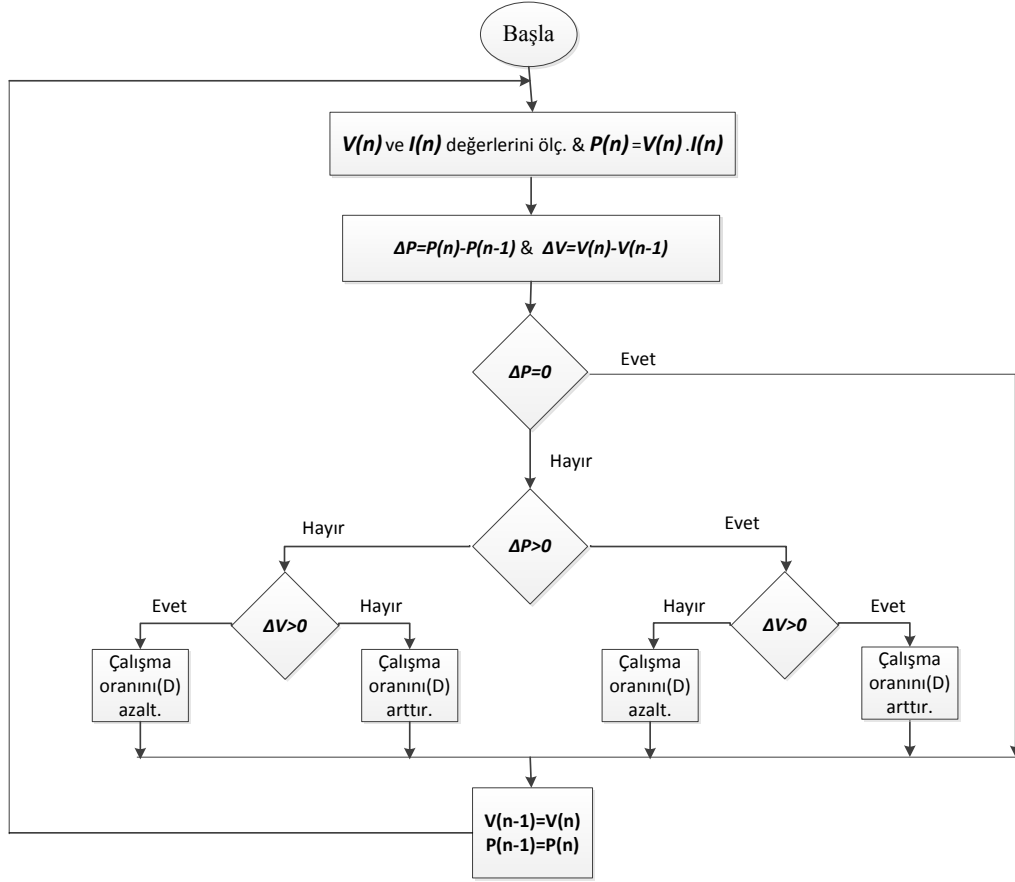 Başla
V(n) ve I(n) değerlerini ölç. & P(n)=V(n).I(n)
ΔP=P(n)-P(n-1) & ΔV=V(n)-V(n-1)
ΔP=0
Evet
Hayır
ΔP>0
Hayır
Evet
ΔV>0
Evet
Hayır
ΔV>0
Hayır
Evet
Çalışma
oranını(D)
azalt.
Çalışma
oranını(D)
arttır.
Çalışma
oranını(D)
azalt.
Çalışma
oranını(D)
arttır.
V(n-1)=V(n)
P(n-1)=P(n)